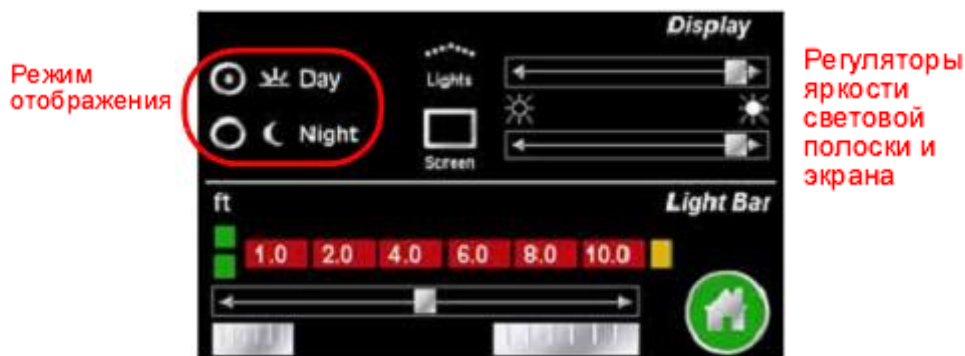 Display
Режим
отображения
Day
Night
Lights
Screen
Регуляторы
яркости
световой
полоски и
экрана
ft
Light Bar
1.0 2.0 4.0 6.0 8.0 10.0